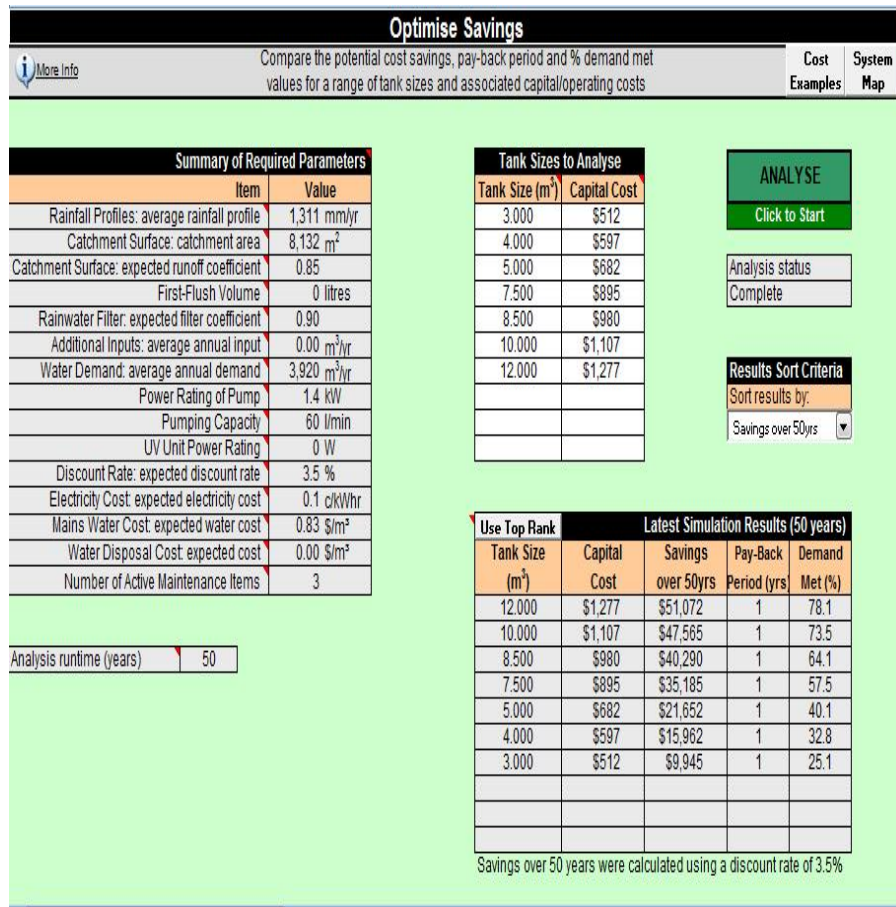 Optimise Savings
More Info
Compare the potential cost savings, pay-back period and % demand met
values for a range of tank sizes and associated capital/operating costs
Cost Examples
System Map
Summary of Required Parameters
Item Value
Rainfall Profiles: average rainfall profile 1,311 mm/yr
Catchment Surface: catchment area 8,132 m²
Catchment Surface: expected runoff coefficient 0.85
First-Flush Volume 0 litres
Rainwater Filter: expected filter coefficient 0.90
Additional Inputs: average annual input 0.00 m³/yr
Water Demand: average annual demand 3,920 m³/yr
Power Rating of Pump 1.4 kW
Pumping Capacity 60 l/min
UV Unit Power Rating 0 W
Discount Rate: expected discount rate 3.5 %
Electricity Cost: expected electricity cost 0.1 c/kWhr
Mains Water Cost: expected water cost 0.83 $/m³
Water Disposal Cost: expected cost 0.00 $/m³
Number of Active Maintenance Items 3
Analysis runtime (years) 50
Tank Sizes to Analyse
Tank Size (m³) Capital Cost
3.000 $512
4.000 $597
5.000 $682
7.500 $895
8.500 $980
10.000 $1,107
12.000 $1,277
ANALYSE
Click to Start
Analysis status
Complete
Results Sort Criteria
Sort results by:
Savings over 50yrs
Use Top Rank Latest Simulation Results (50 years)
Tank Size Capital Savings Pay-Back Demand
(m³) Cost over 50yrs Period (yrs) Met (%)
12.000 $1,277 $51,072 1 78.1
10.000 $1,107 $47,565 1 73.5
8.500 $980 $40,290 1 64.1
7.500 $895 $35,185 1 57.5
5.000 $682 $21,652 1 40.1
4.000 $597 $15,962 1 32.8
3.000 $512 $9,945 1 25.1
Savings over 50 years were calculated using a discount rate of 3.5%